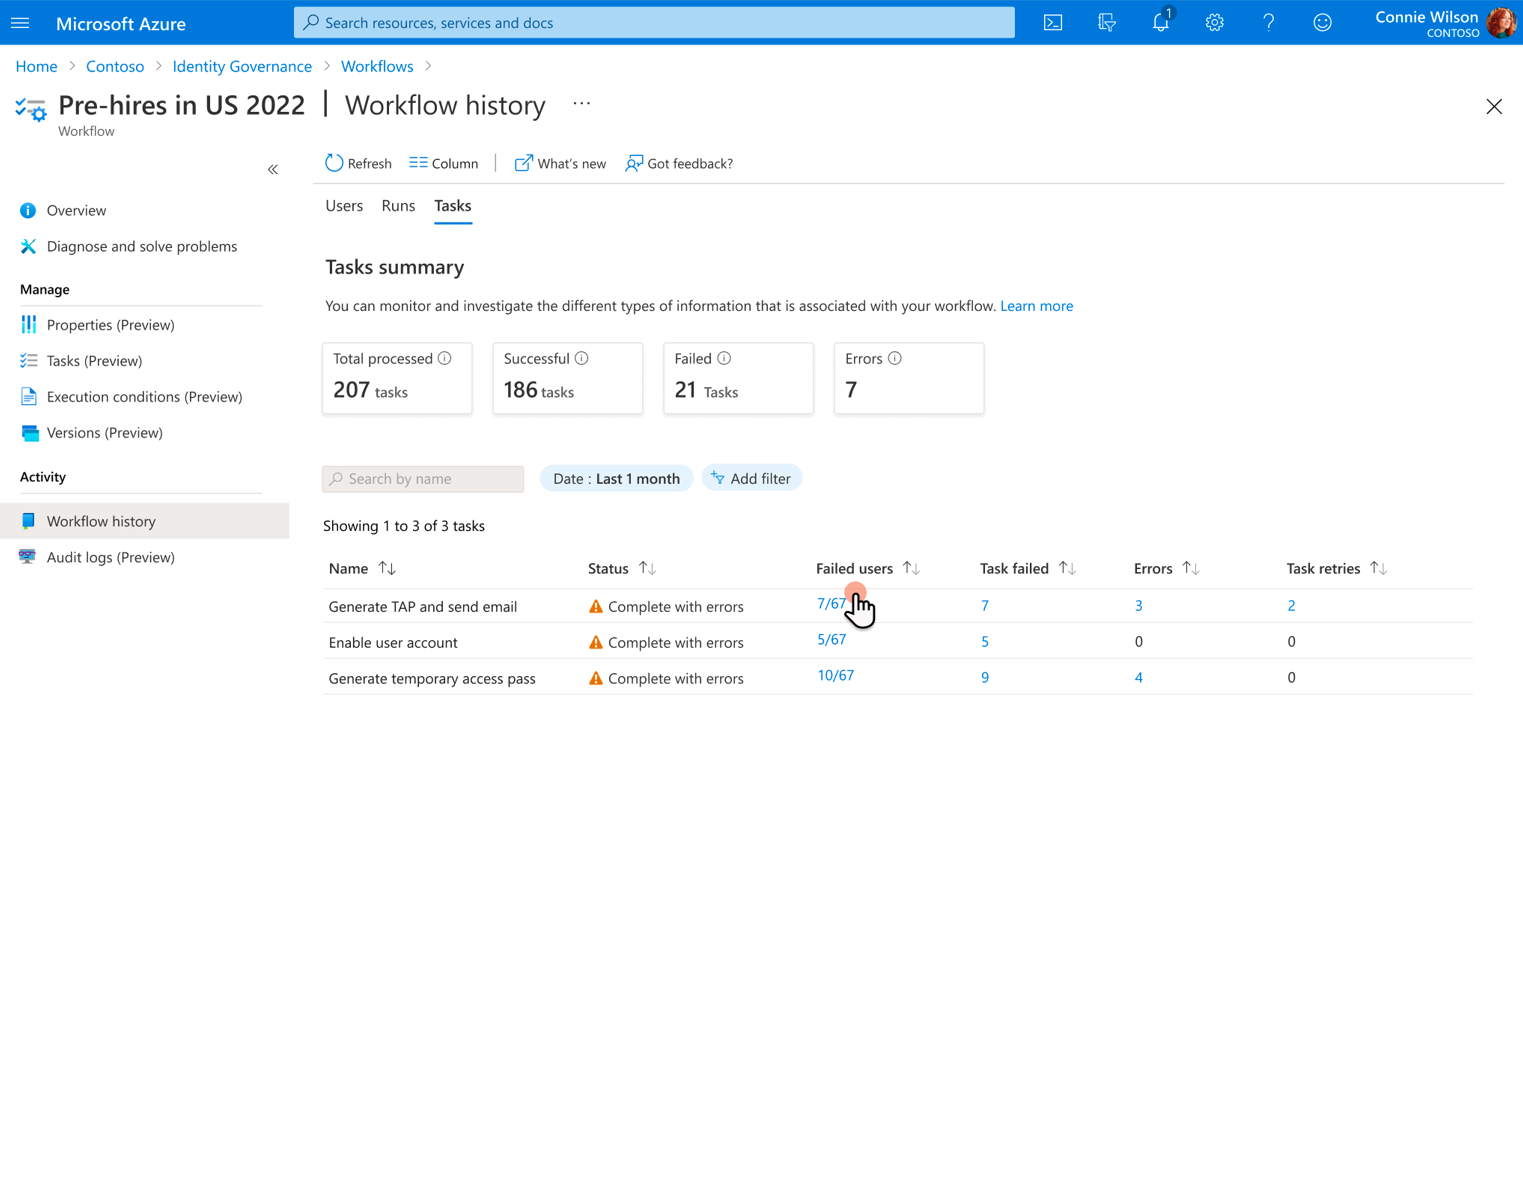 Microsoft Azure
Search resources, services and docs
1
Connie Wilson
CONTOSO
Home > Contoso > Identity Governance > Workflows >
Pre-hires in US 2022 | Workflow history ...
Workflow
«
Refresh Column | What's new Got feedback?
Users Runs Tasks
Overview
Diagnose and solve problems
Manage
Properties (Preview)
Tasks (Preview)
Execution conditions (Preview)
Versions (Preview)
Activity
Workflow history
Audit logs (Preview)
Tasks summary
You can monitor and investigate the different types of information that is associated with your workflow. Learn more
Total processed
207 tasks
Successful
186 tasks
Failed
21 Tasks
Errors
7
Search by name
Date : Last 1 month
Add filter
Showing 1 to 3 of 3 tasks
Name ↑↓ Status ↑↓ Failed users ↑↓ Task failed ↑↓ Errors ↑↓ Task retries ↑↓
Generate TAP and send email Complete with errors 7/67 7 3 2
Enable user account Complete with errors 5/67 5 0 0
Generate temporary access pass Complete with errors 10/67 9 4 0